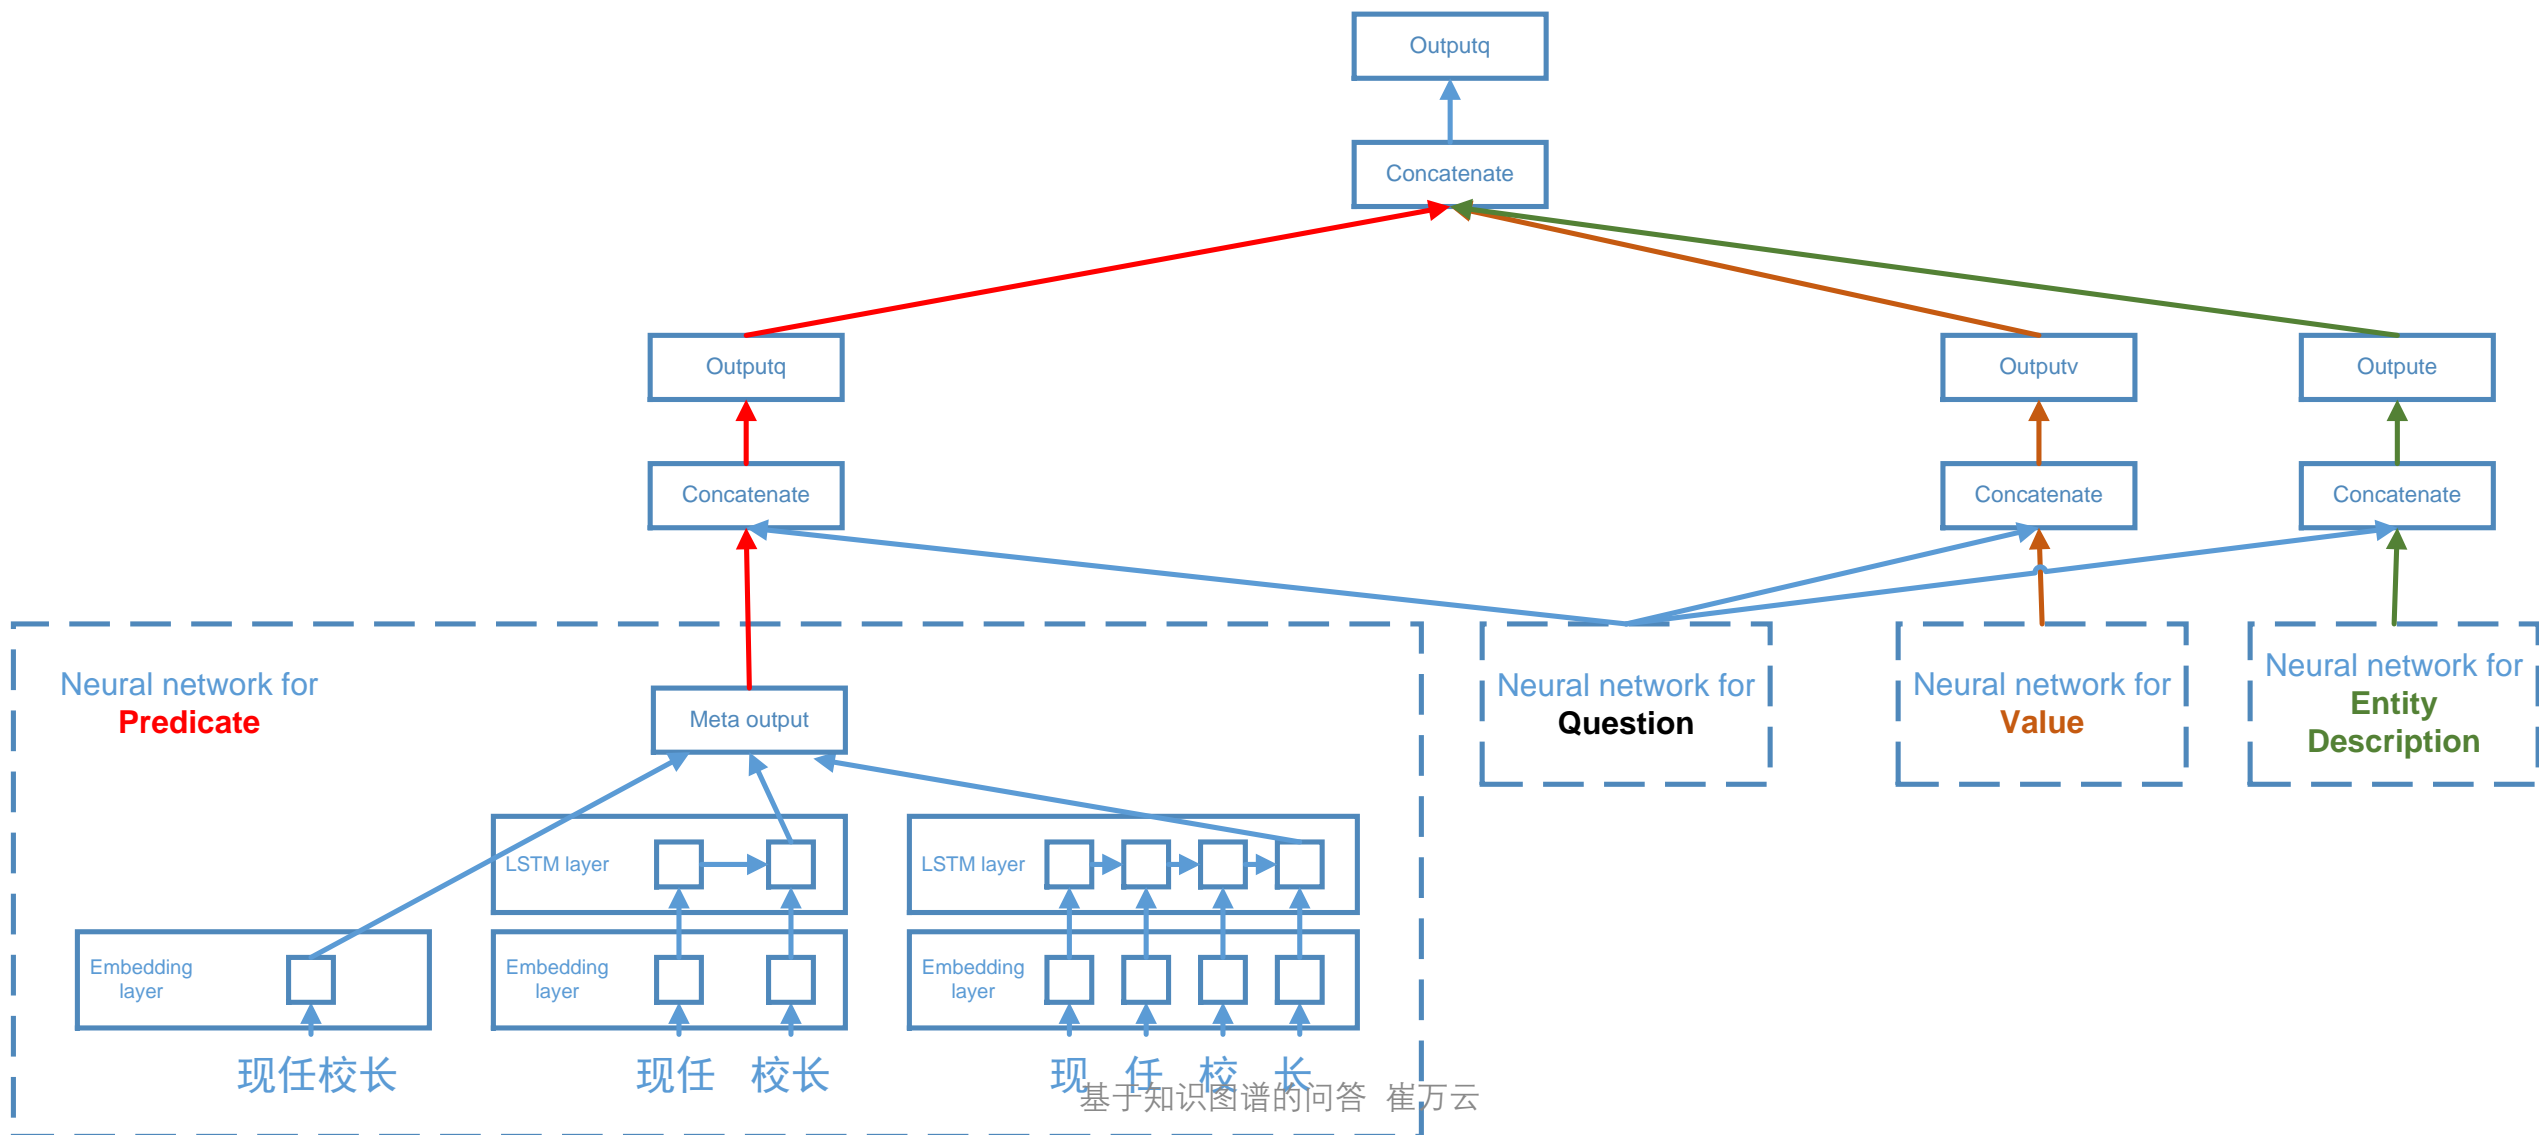 Outputq
Concatenate
Outputq
Outputv
Outpute
Concatenate
Concatenate
Concatenate
Neural network for
Predicate
Meta output
Neural network for
Question
Neural network for
Value
Neural network for
Entity
Description
LSTM layer
LSTM layer
Embedding
layer
Embedding
layer
Embedding
layer
现任校长
现任 校长
现 任 校 长
基于知识图谱的问答 崔万云